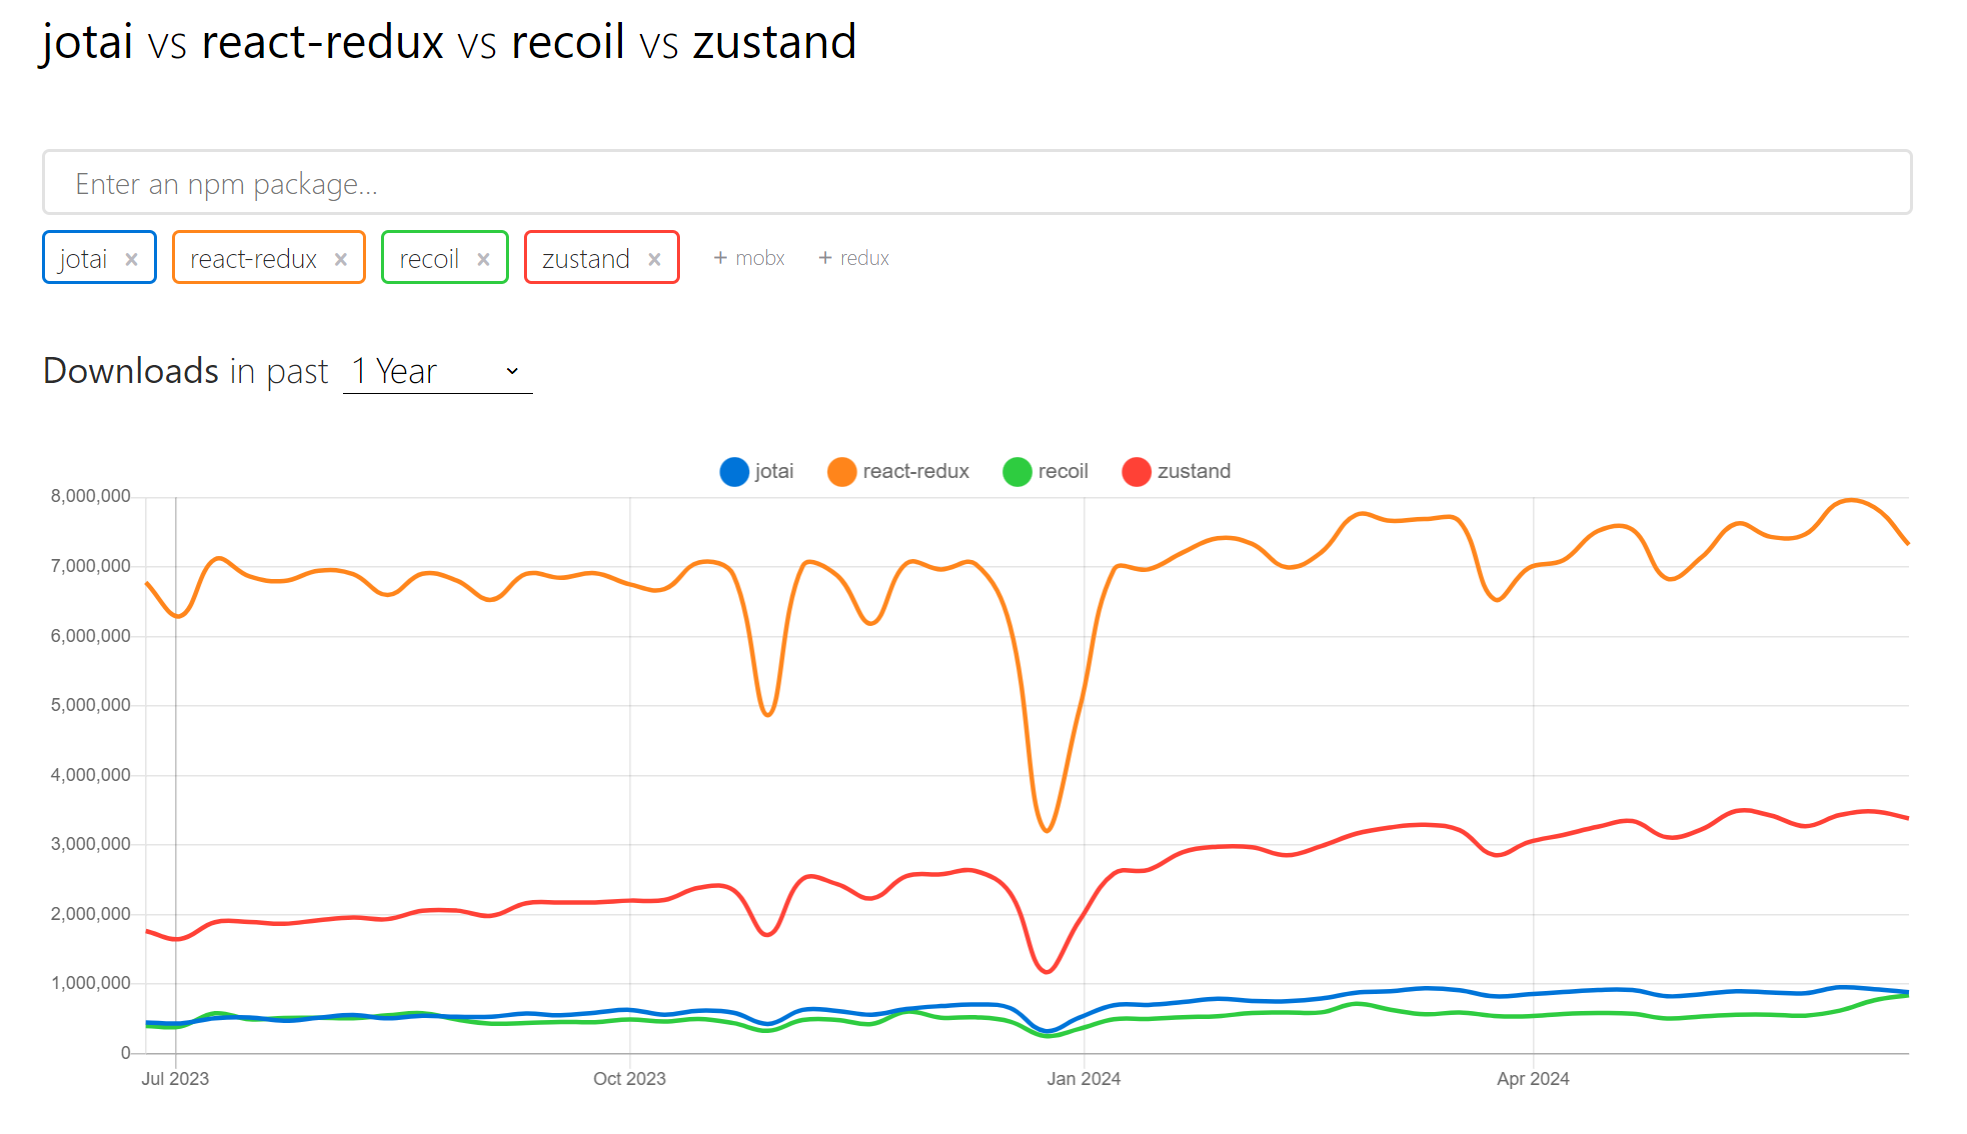 jotai vs react-redux vs recoil vs zustand
Enter an npm package...
jotai × react-redux × recoil × zustand × + mobx + redux
Downloads in past 1 Year
jotai react-redux recoil zustand
8,000,000
7,000,000
6,000,000
5,000,000
4,000,000
3,000,000
2,000,000
1,000,000
0
Jul 2023 Oct 2023 Jan 2024 Apr 2024